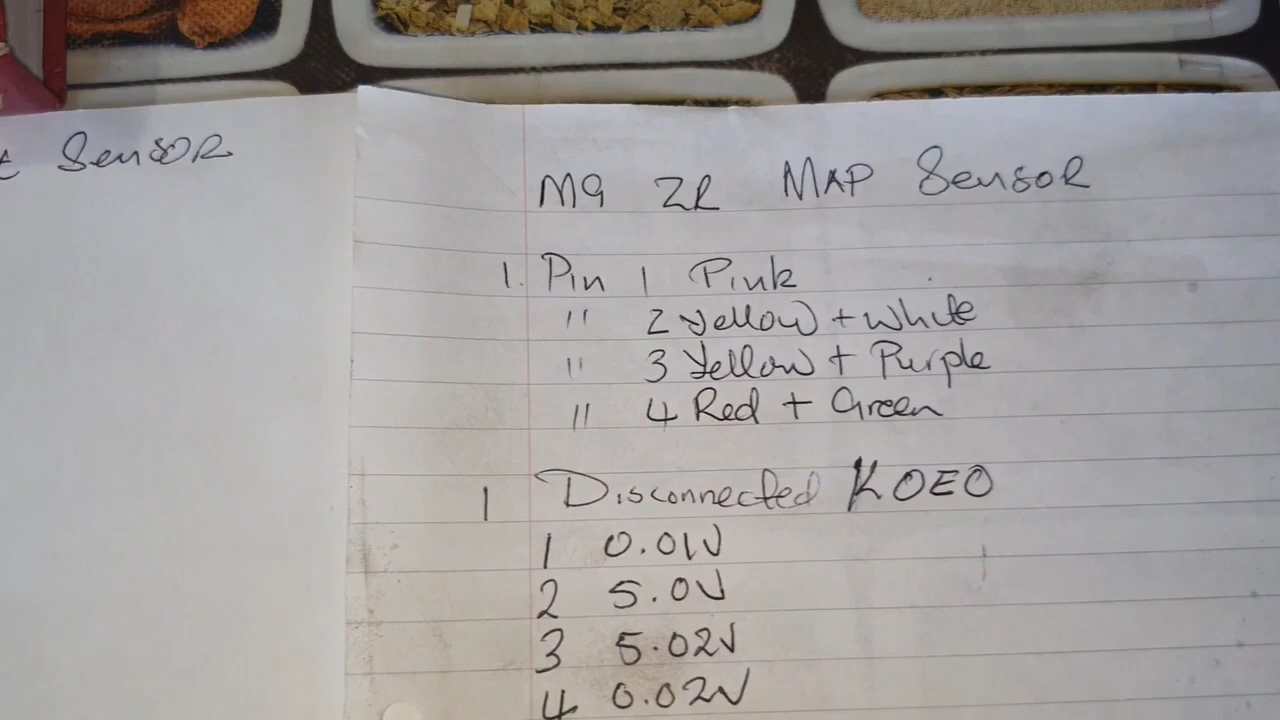 Sensor
MG ZR MAP Sensor
1. Pin 1 Pink
" 2 Yellow + White
" 3 Yellow + Purple
" 4 Red + Green
1 Disconnected KOEO
1 0.01V
2 5.0V
3 5.02V
4 0.02V